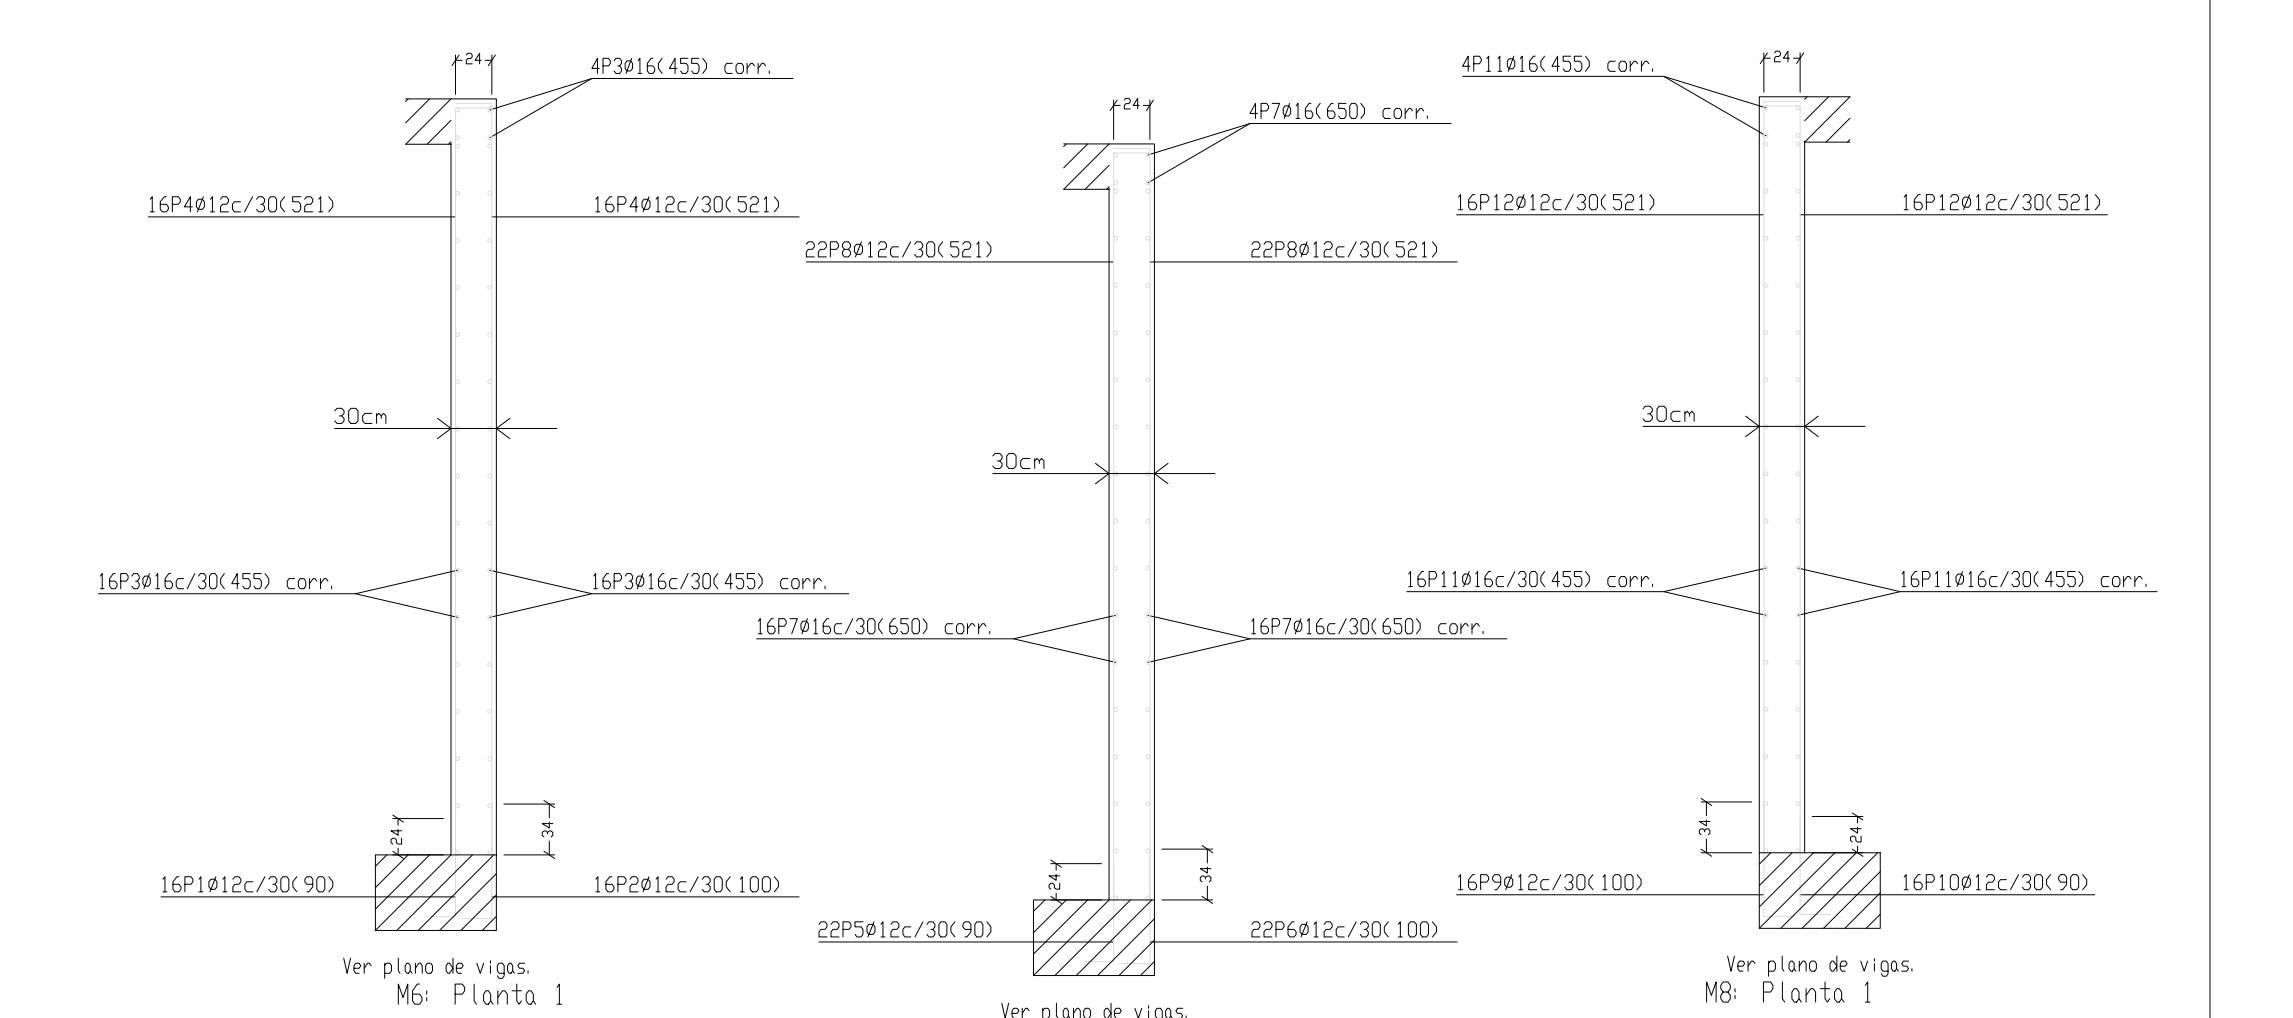 24
4P3Ø16(455) corr.
16P4Ø12c/30(521)
16P4Ø12c/30(521)
30cm
16P3Ø16c/30(455) corr.
16P3Ø16c/30(455) corr.
24
34
16P1Ø12c/30(90)
16P2Ø12c/30(100)
Ver plano de vigas.
M6: Planta 1
24
4P7Ø16(650) corr.
22P8Ø12c/30(521)
22P8Ø12c/30(521)
30cm
16P7Ø16c/30(650) corr.
16P7Ø16c/30(650) corr.
24
34
22P5Ø12c/30(90)
22P6Ø12c/30(100)
Ver plano de vigas.
24
4P11Ø16(455) corr.
16P12Ø12c/30(521)
16P12Ø12c/30(521)
30cm
16P11Ø16c/30(455) corr.
16P11Ø16c/30(455) corr.
34
24
16P9Ø12c/30(100)
16P10Ø12c/30(90)
Ver plano de vigas.
M8: Planta 1